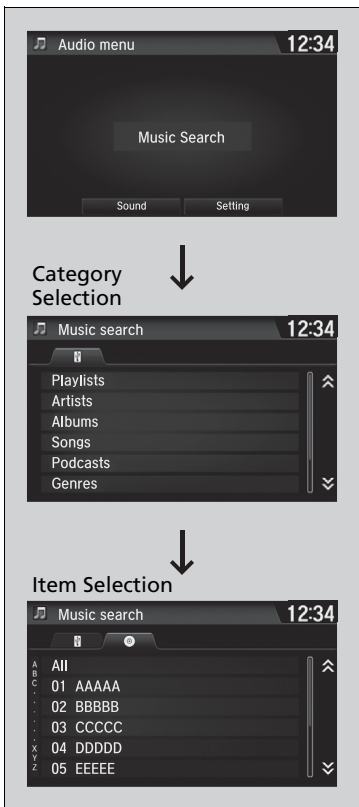 Audio menu 12:34
Music Search
Sound Setting
Category
Selection
Music search 12:34
Playlists
Artists
Albums
Songs
Podcasts
Genres
Item Selection
Music search 12:34
A
B
C
.
.
.
.
.
X
Y
Z
All
01 AAAAA
02 BBBBB
03 CCCCC
04 DDDDD
05 EEEEE